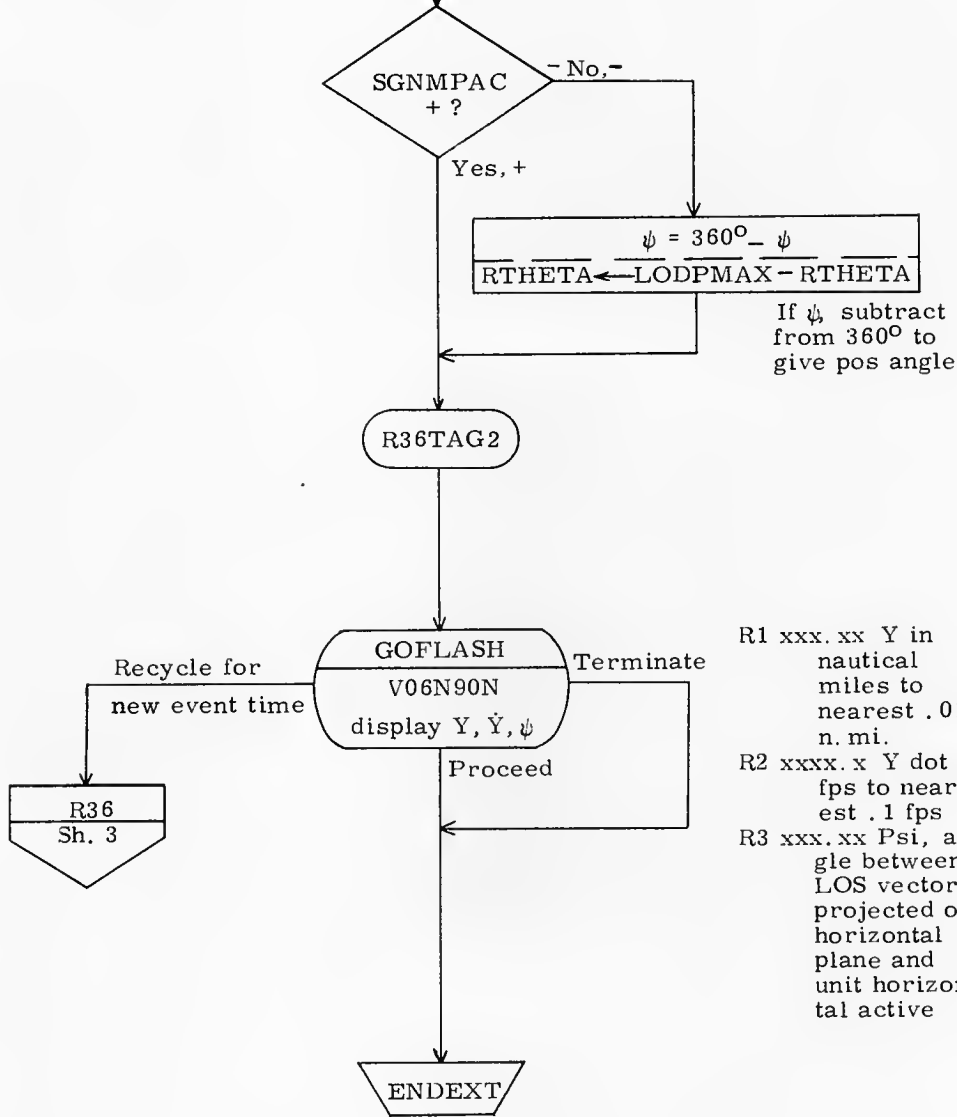 SGNMPAC
+ ?
- No,-
Yes, +
ψ = 360° - ψ
RTHETA ← LODPMAX - RTHETA
If ψ, subtract
from 360° to
give pos angle
R36TAG2
GOFLASH
V06N90N
display Y, Ẏ, ψ
Recycle for
new event time
Terminate
Proceed
R36
Sh. 3
R1 xxx. xx Y in
nautical
miles to
nearest .0
n. mi.
R2 xxxx. x Y dot
fps to near
est .1 fps
R3 xxx. xx Psi, a
gle between
LOS vector
projected o
horizontal
plane and
unit horizon
tal active
ENDEXT